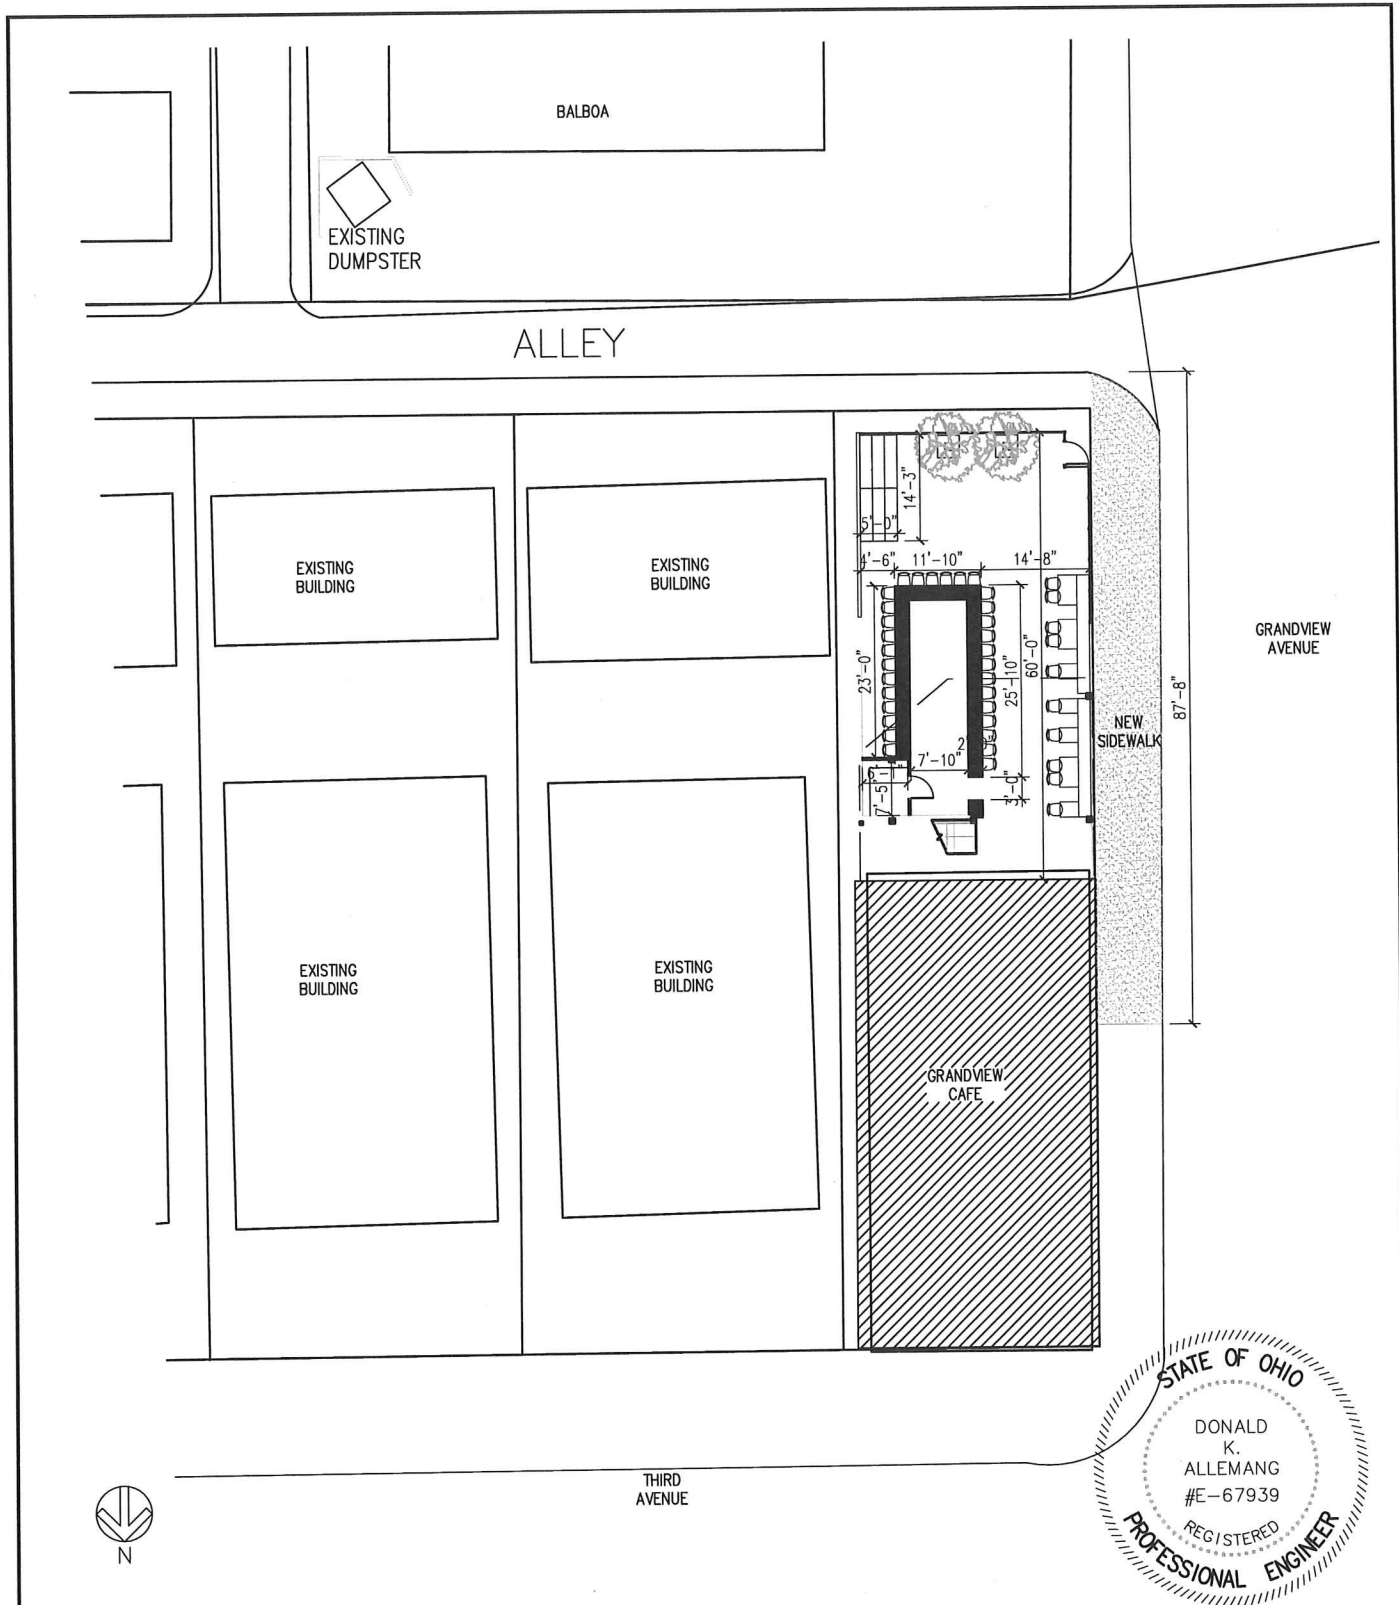 BALBOA
EXISTING
DUMPSTER
ALLEY
14'-3"
5'-0"
4'-6"
11'-10"
14'-8"
EXISTING
BUILDING
EXISTING
BUILDING
GRANDVIEW
AVENUE
23'-0"
25'-10"
60'-0"
87'-8"
NEW
SIDEWALK
7'-10"
7'-5"
3'-0"
EXISTING
BUILDING
EXISTING
BUILDING
GRANDVIEW
CAFE
STATE OF OHIO
DONALD
K.
ALLEMANG
#E-67939
REGISTERED
PROFESSIONAL ENGINEER
THIRD
AVENUE
N